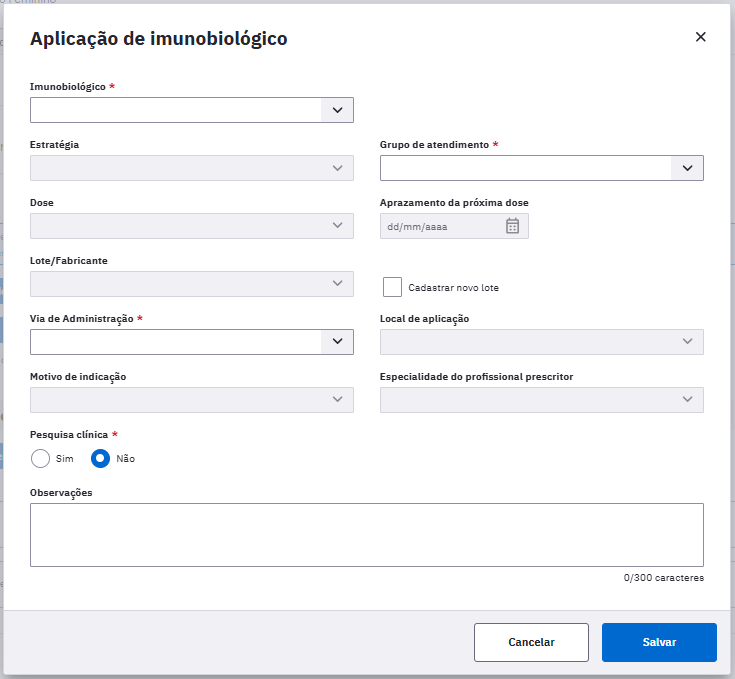 Aplicação de imunobiológico
Imunobiológico *
Estratégia
Grupo de atendimento *
Dose
Aprazamento da próxima dose
dd/mm/aaaa
Lote/Fabricante
Cadastrar novo lote
Via de Administração *
Local de aplicação
Motivo de indicação
Especialidade do profissional prescritor
Pesquisa clínica *
Sim
Não
Observações
0/300 caracteres
Cancelar
Salvar